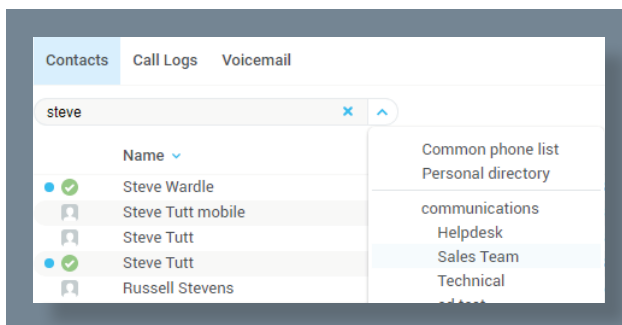 Contacts Call Logs Voicemail
steve
Name
Steve Wardle
Steve Tutt mobile
Steve Tutt
Steve Tutt
Russell Stevens
Common phone list
Personal directory
communications
Helpdesk
Sales Team
Technical